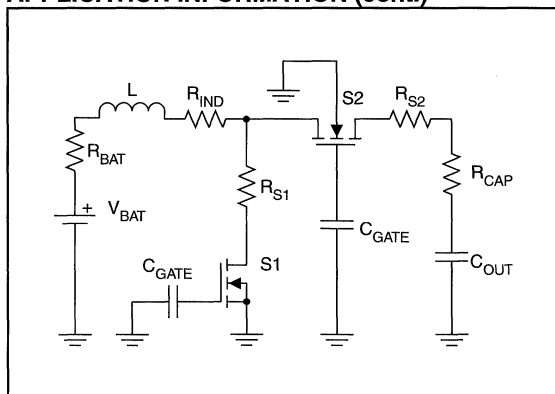 APPLICATION INFORMATION (cont.)
L
R_IND
S2
R_S2
R_BAT
R_S1
R_CAP
+
V_BAT
C_GATE
C_GATE
S1
C_OUT